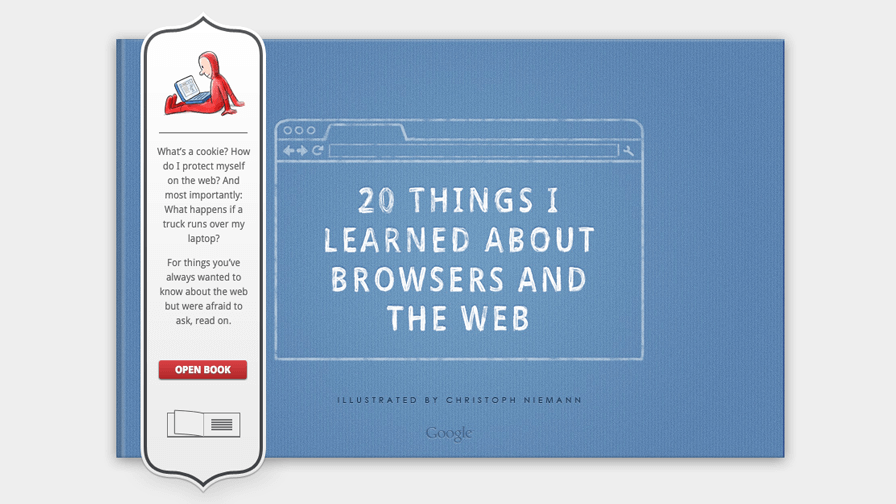 What's a cookie? How
do I protect myself
on the web? And
most importantly:
What happens if a
truck runs over my
laptop?
For things you've
always wanted to
know about the web
but were afraid to
ask, read on.
OPEN BOOK
20 THINGS I
LEARNED ABOUT
BROWSERS AND
THE WEB
ILLUSTRATED BY CHRISTOPH NIEMANN
Google